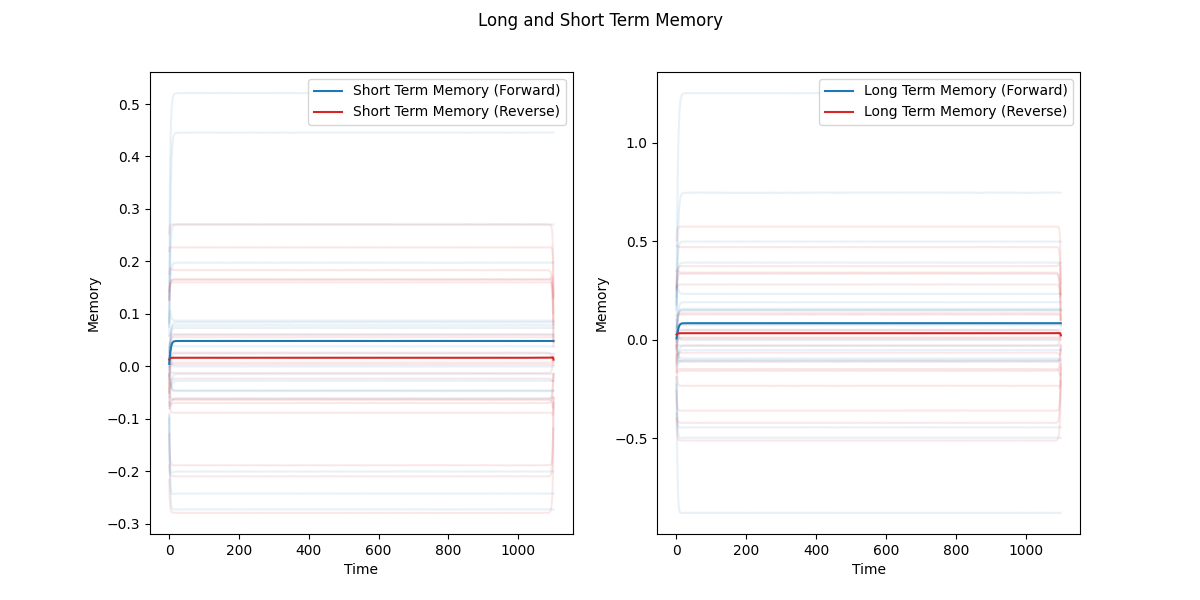 Long and Short Term Memory
Short Term Memory (Forward)
Short Term Memory (Reverse)
0.5
0.4
0.3
0.2
0.1
0.0
−0.1
−0.2
−0.3
Memory
0
200
400
600
800
1000
Time
Long Term Memory (Forward)
Long Term Memory (Reverse)
1.0
0.5
0.0
−0.5
Memory
0
200
400
600
800
1000
Time